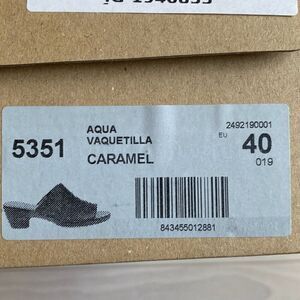 5351
AQUA
VAQUETILLA
CARAMEL
2492190001
EU 40
019
843455012881